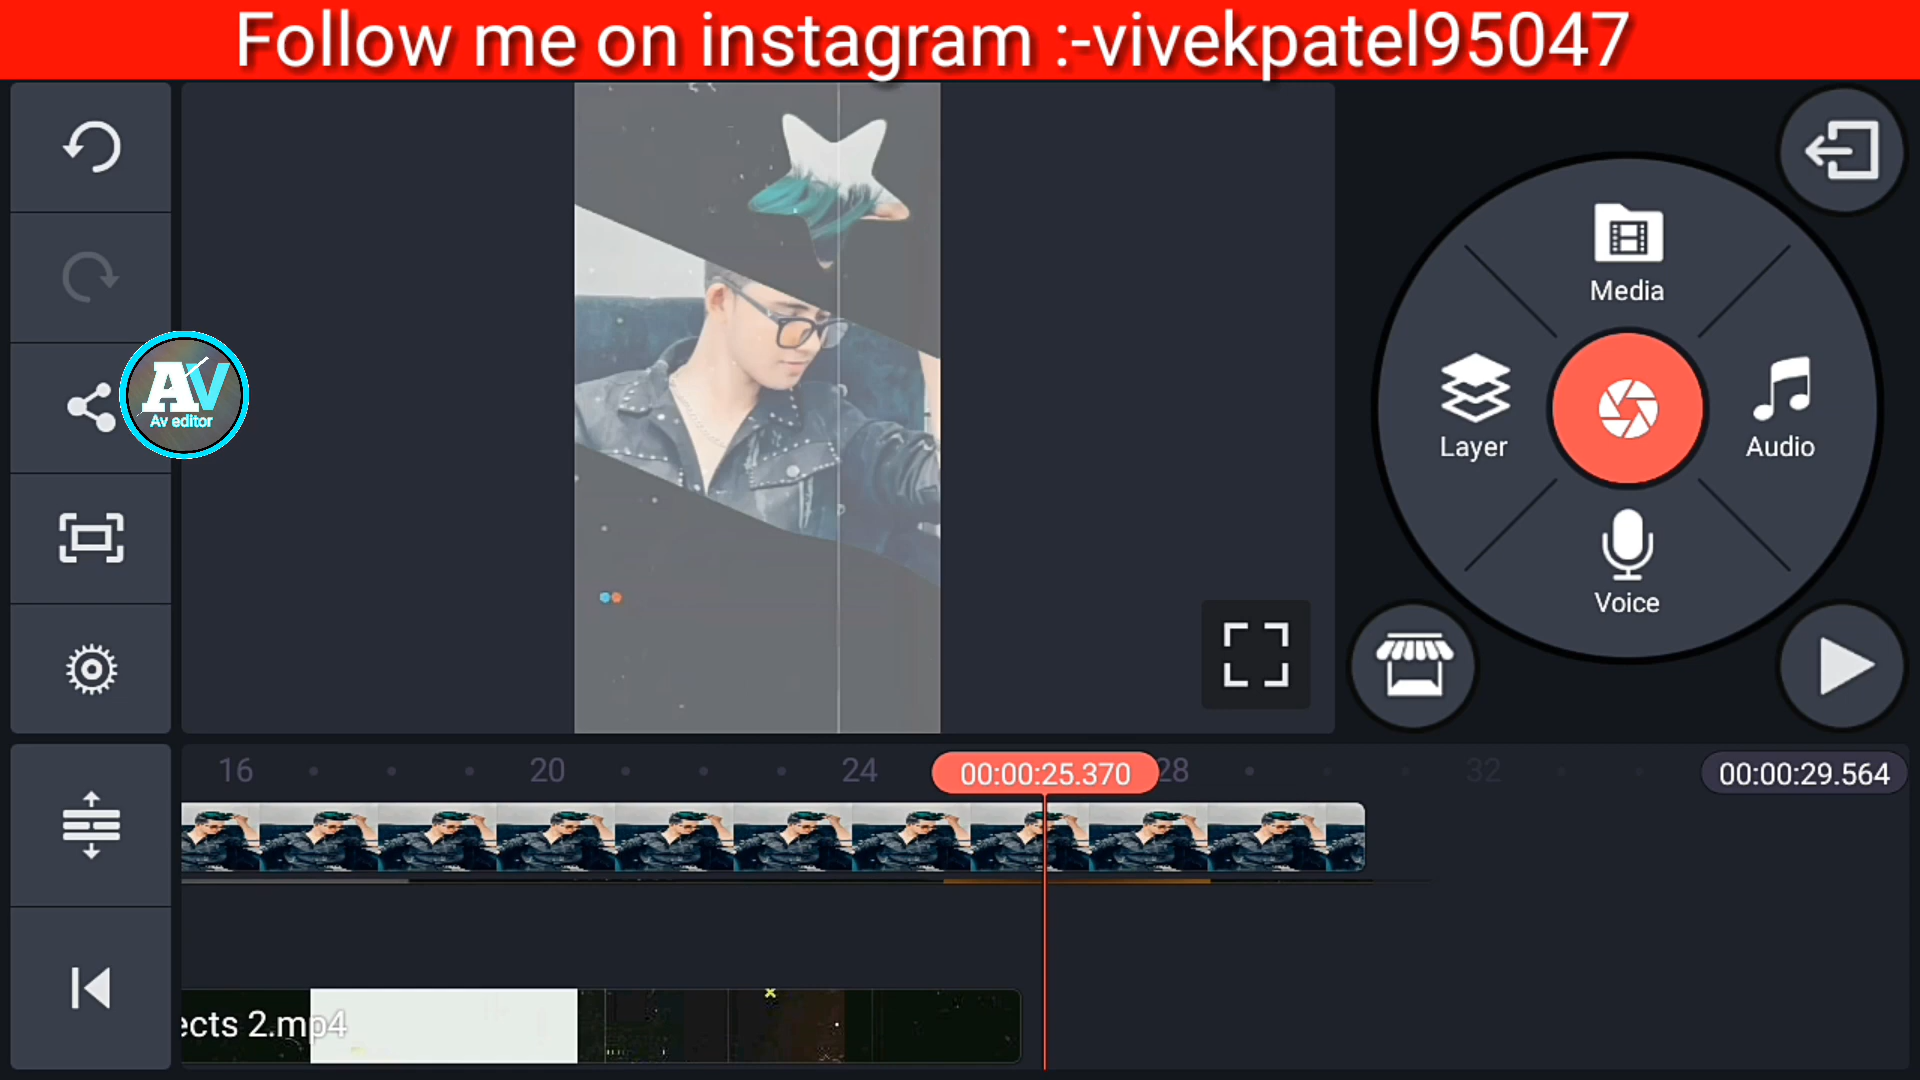 Follow me on instagram :-vivekpatel95047
Media
Layer
Audio
Voice
AV
Av editor
16
20
24
00:00:25.370
28
32
00:00:29.564
ects 2.mp4